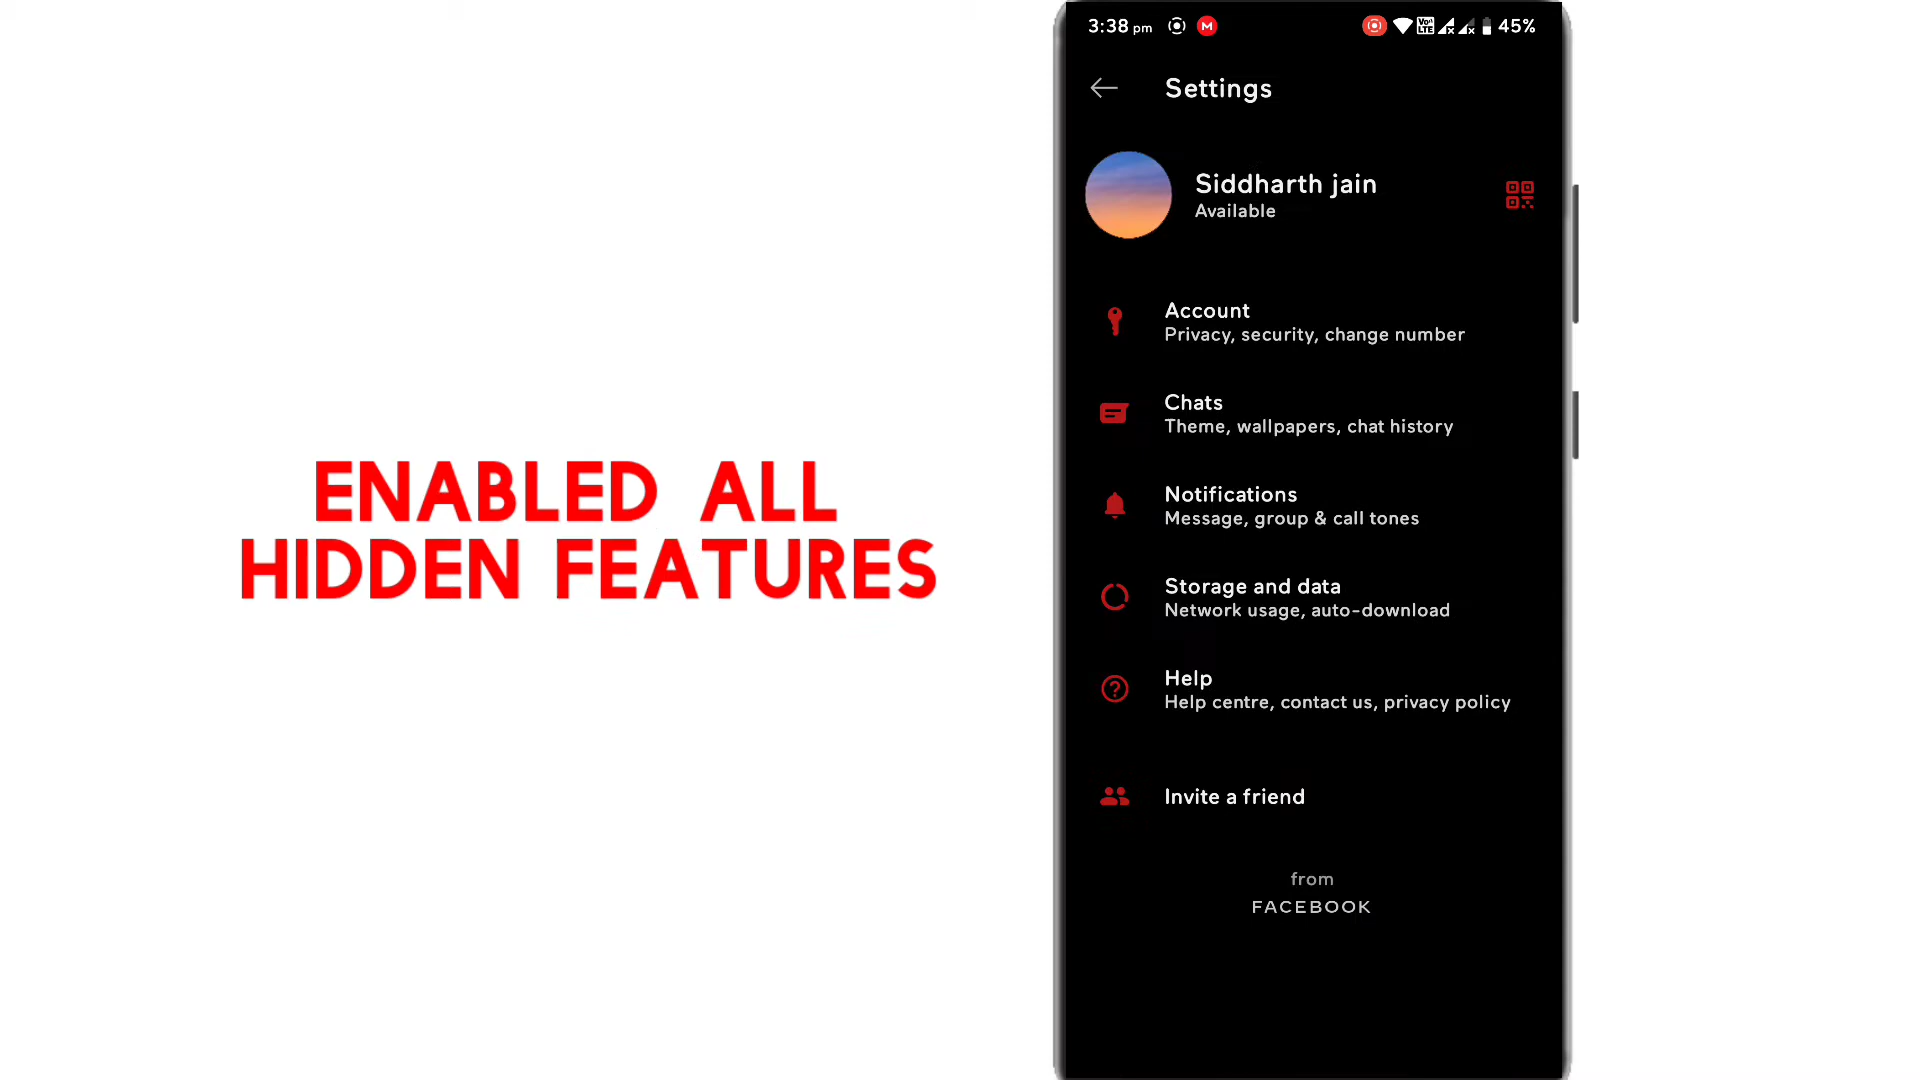 ENABLED ALL
HIDDEN FEATURES
3:38 pm
M
Vo))
LTE
45%
Settings
Siddharth jain
Available
Account
Privacy, security, change number
Chats
Theme, wallpapers, chat history
Notifications
Message, group & call tones
Storage and data
Network usage, auto-download
Help
Help centre, contact us, privacy policy
Invite a friend
from
FACEBOOK